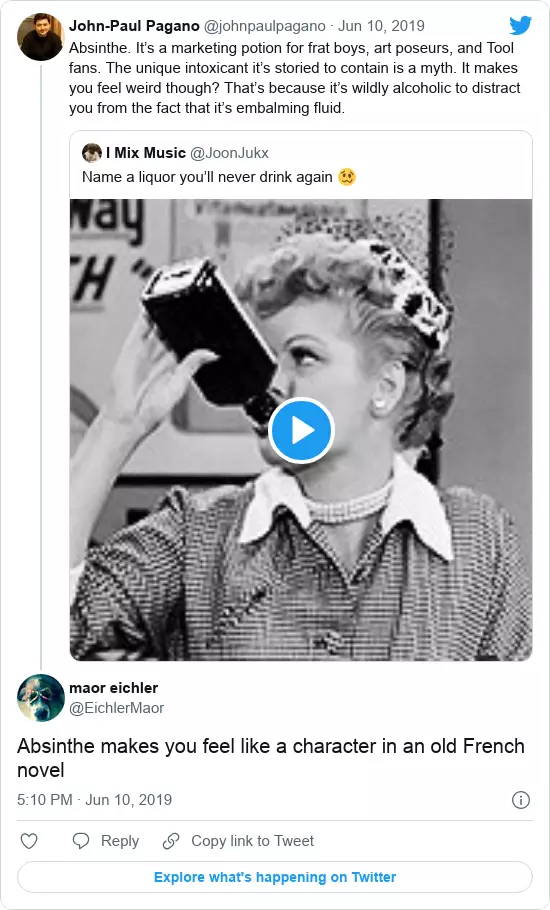 John-Paul Pagano @johnpaulpagano · Jun 10, 2019
Absinthe. It’s a marketing potion for frat boys, art poseurs, and Tool
fans. The unique intoxicant it’s storied to contain is a myth. It makes
you feel weird though? That’s because it’s wildly alcoholic to distract
you from the fact that it’s embalming fluid.
I Mix Music @JoonJukx
Name a liquor you’ll never drink again 🥴
way
H"
maor eichler
@EichlerMaor
Absinthe makes you feel like a character in an old French
novel
5:10 PM · Jun 10, 2019
Reply
Copy link to Tweet
Explore what's happening on Twitter